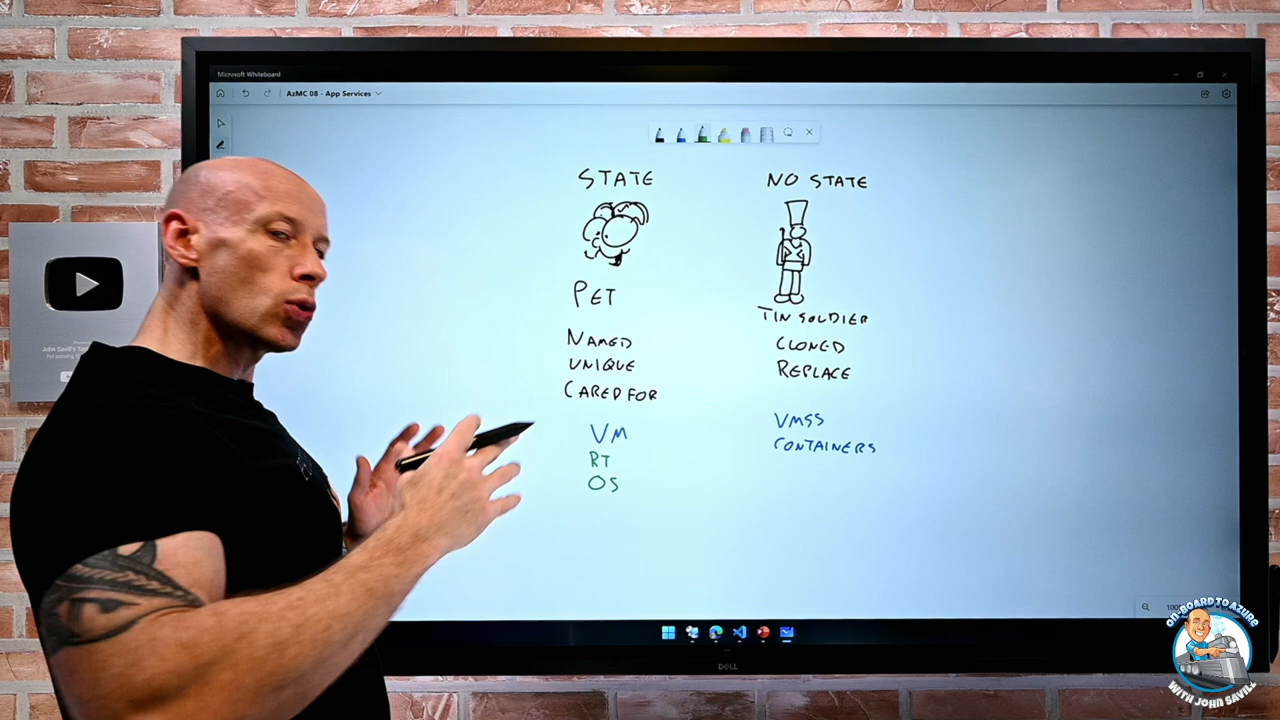 Microsoft Whiteboard
AzMC 08 - App Services
STATE
NO STATE
PET
TIN SOLDIER
NAMED
CLONED
UNIQUE
REPLACE
CARED FOR
VMSS
VM
CONTAINERS
RT
OS
DELL
ON-BOARD TO AZURE
WITH JOHN SAVILL